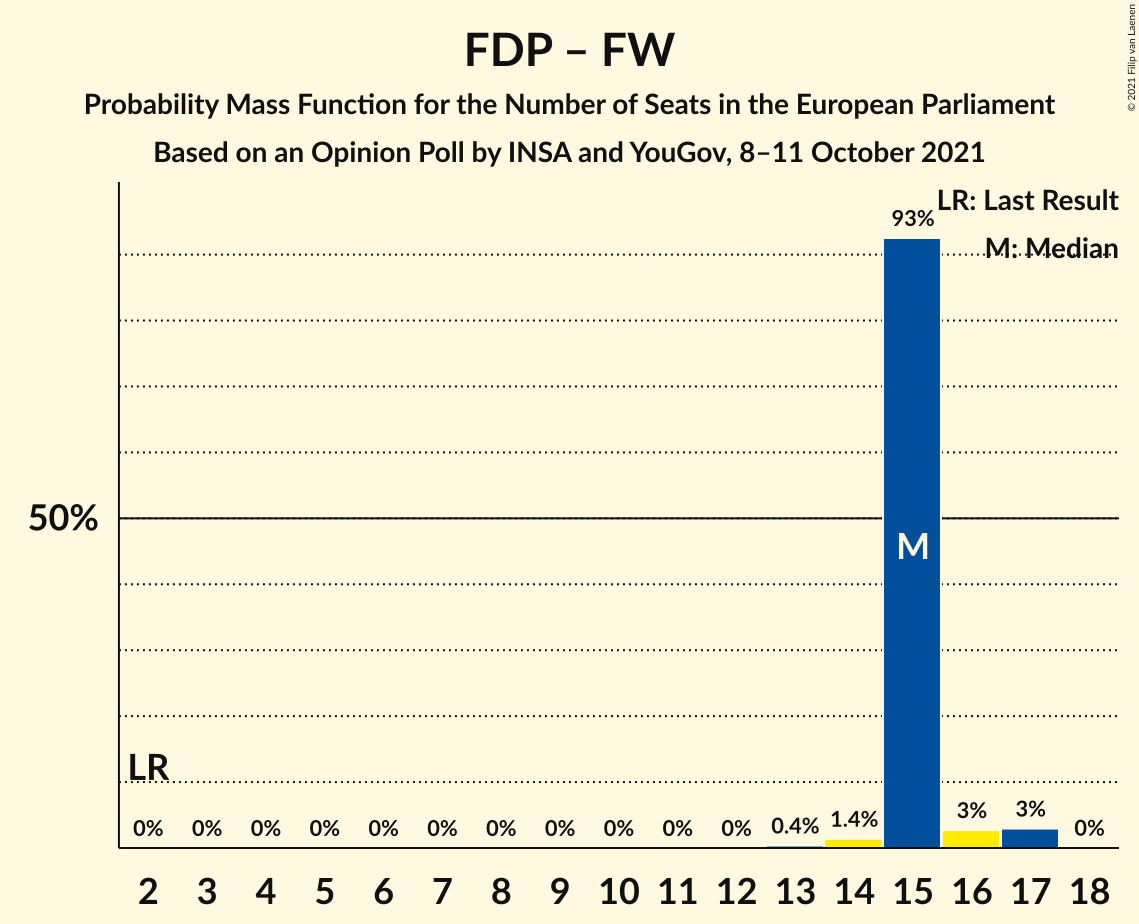 FDP – FW
Probability Mass Function for the Number of Seats in the European Parliament
Based on an Opinion Poll by INSA and YouGov, 8–11 October 2021
© 2021 Filip van Laenen
LR: Last Result
M: Median
93%
50%
M
LR
0% 0% 0% 0% 0% 0% 0% 0% 0% 0% 0% 0.4% 1.4% 3% 3% 0%
2 3 4 5 6 7 8 9 10 11 12 13 14 15 16 17 18